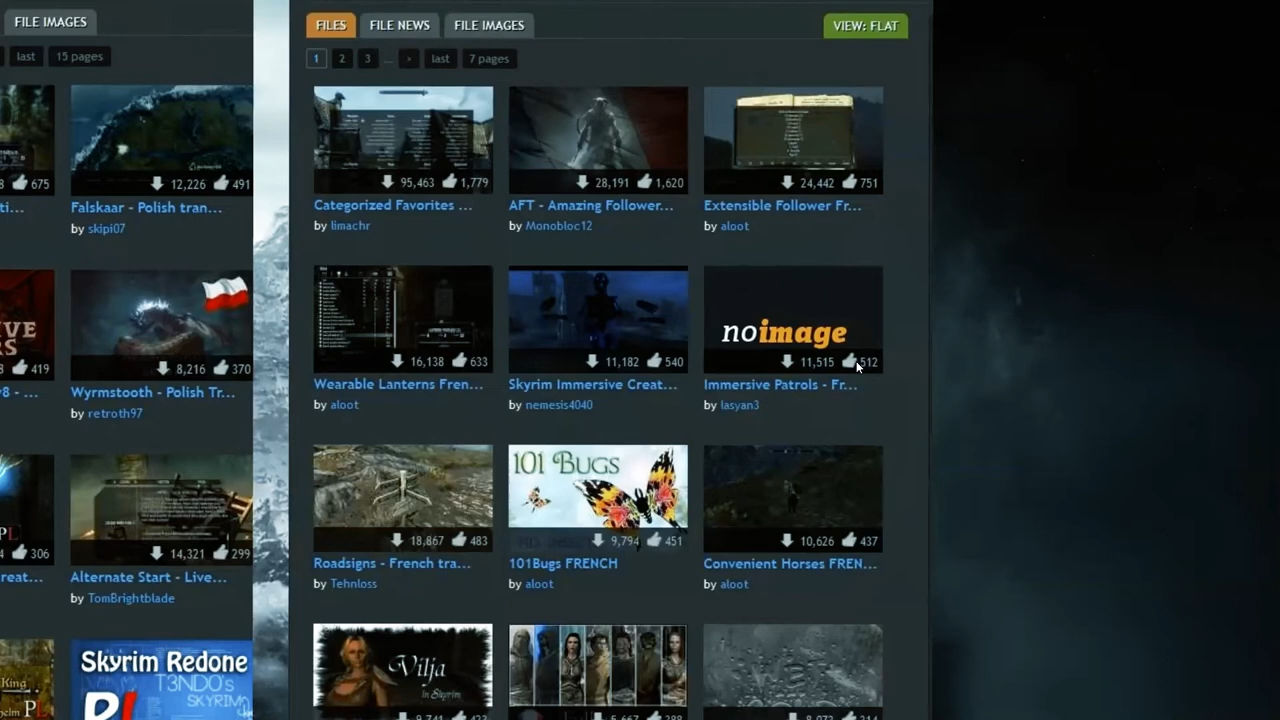 FILE IMAGES
last 15 pages
675
12,226 491
Falskaar - Polish tran...
by skipi07
419
8,216 370
Wyrmstooth - Polish Tr...
by retroth97
306
14,321 299
Alternate Start - Live...
by TomBrightblade
King
PL
Skyrim Redone
T3NDO's
SKYRIM
FILES FILE NEWS FILE IMAGES VIEW: FLAT
1 2 3 ... > last 7 pages
95,463 1,779
28,191 1,620
24,442 751
Categorized Favorites ...
AFT - Amazing Follower...
Extensible Follower Fr...
by limachr
by Monobloc12
by aloot
noimage
16,138 633
11,182 540
11,515 512
Wearable Lanterns Fren...
Skyrim Immersive Creat...
Immersive Patrols - Fr...
by aloot
by nemesis4040
by lasyan3
101 BUGS
18,867 483
9,794 451
10,626 437
Roadsigns - French tra...
101Bugs FRENCH
Convenient Horses FREN...
by Tehnloss
by aloot
by aloot
Vilja
In Skyrim